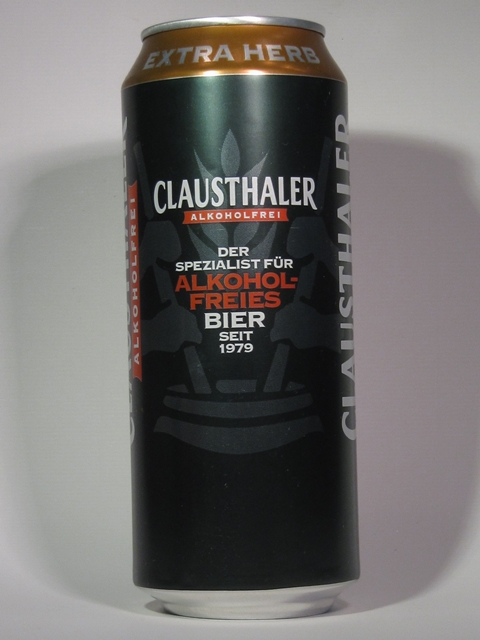 EXTRA HERB
CLAUSTHALER
ALKOHOLFREI
DER
SPEZIALIST FÜR
ALKOHOL-
FREIES
BIER
SEIT
1979
CLAUSTHALER
ALKOHOLFREI